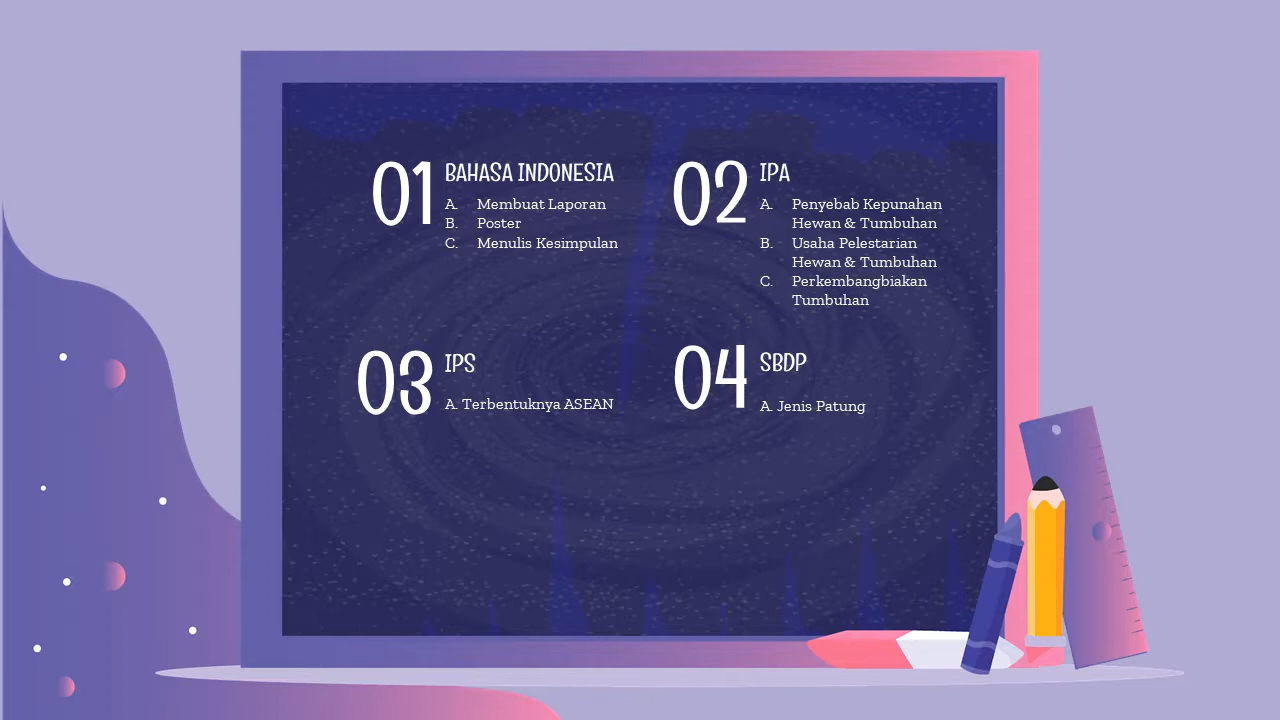 01 BAHASA INDONESIA
A. Membuat Laporan
B. Poster
C. Menulis Kesimpulan
02 IPA
A. Penyebab Kepunahan
Hewan & Tumbuhan
B. Usaha Pelestarian
Hewan & Tumbuhan
C. Perkembangbiakan
Tumbuhan
03 IPS
A. Terbentuknya ASEAN
04 SBDP
A. Jenis Patung